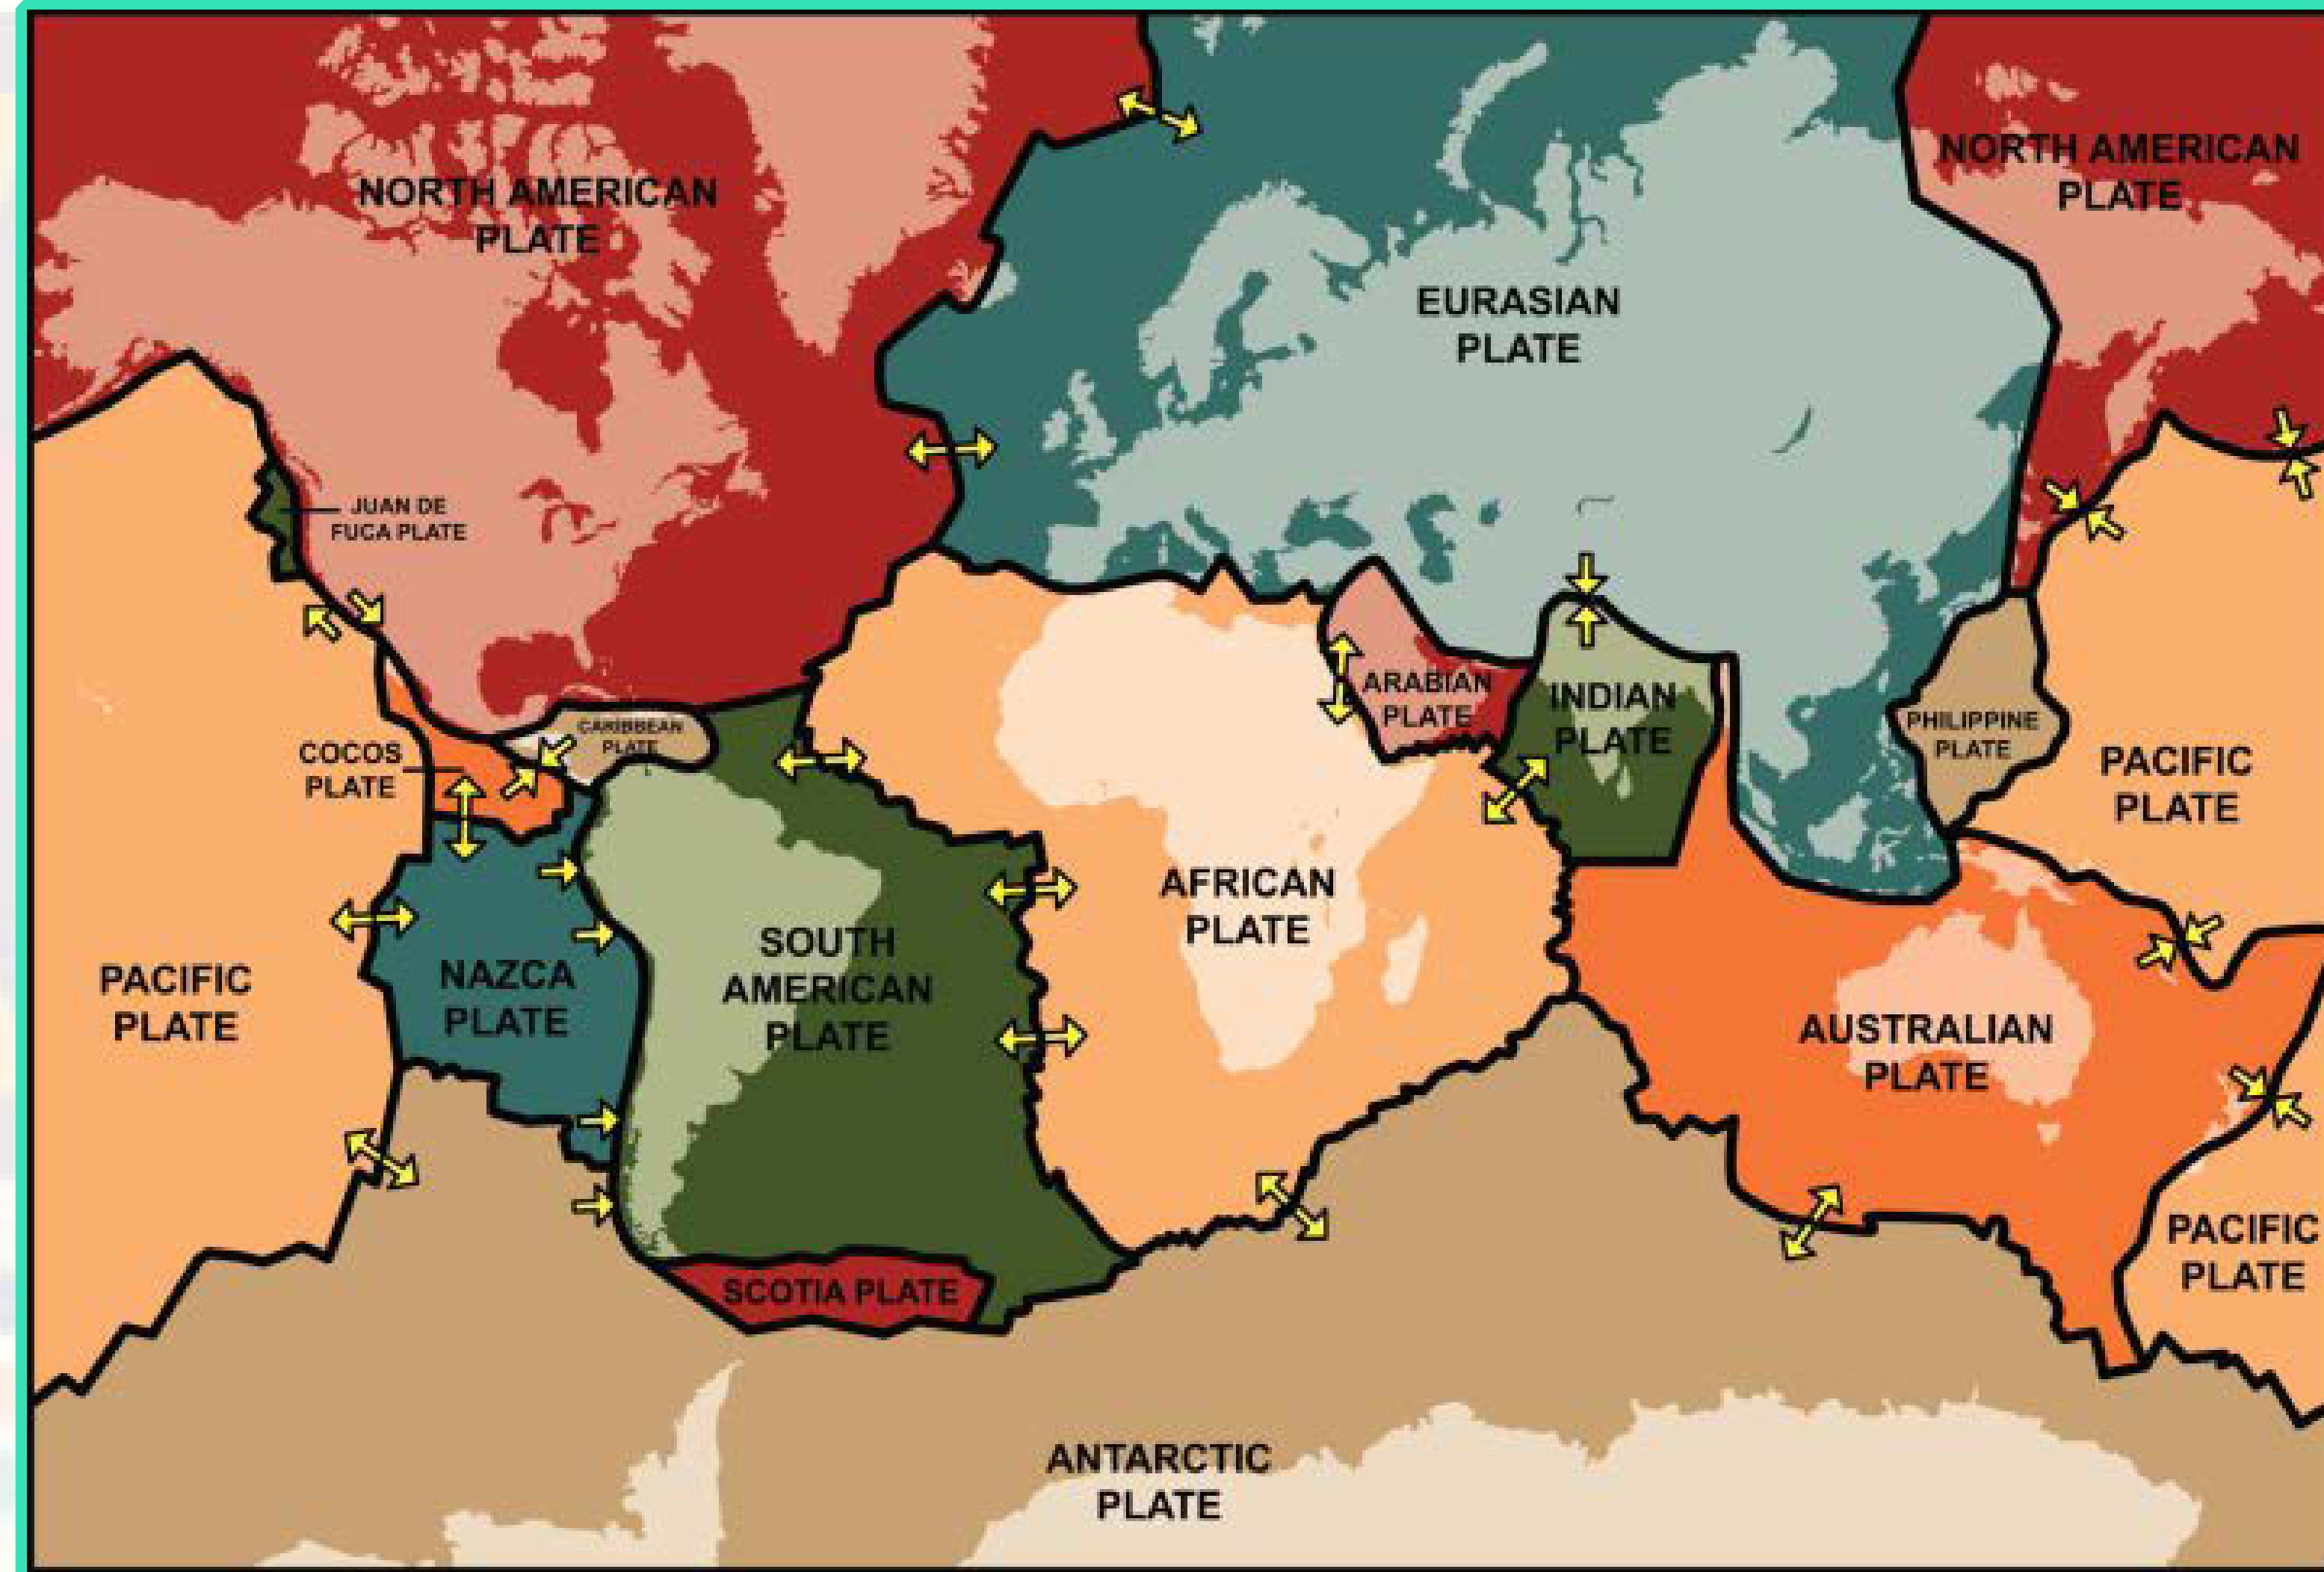 NORTH AMERICAN
PLATE
NORTH AMERICAN
PLATE
EURASIAN
PLATE
JUAN DE
FUCA PLATE
ARABIAN
PLATE
INDIAN
PLATE
CARIBBEAN
PLATE
PHILIPPINE
PLATE
COCOS
PLATE
PACIFIC
PLATE
AFRICAN
PLATE
SOUTH
AMERICAN
PLATE
NAZCA
PLATE
PACIFIC
PLATE
AUSTRALIAN
PLATE
PACIFIC
PLATE
SCOTIA PLATE
ANTARCTIC
PLATE